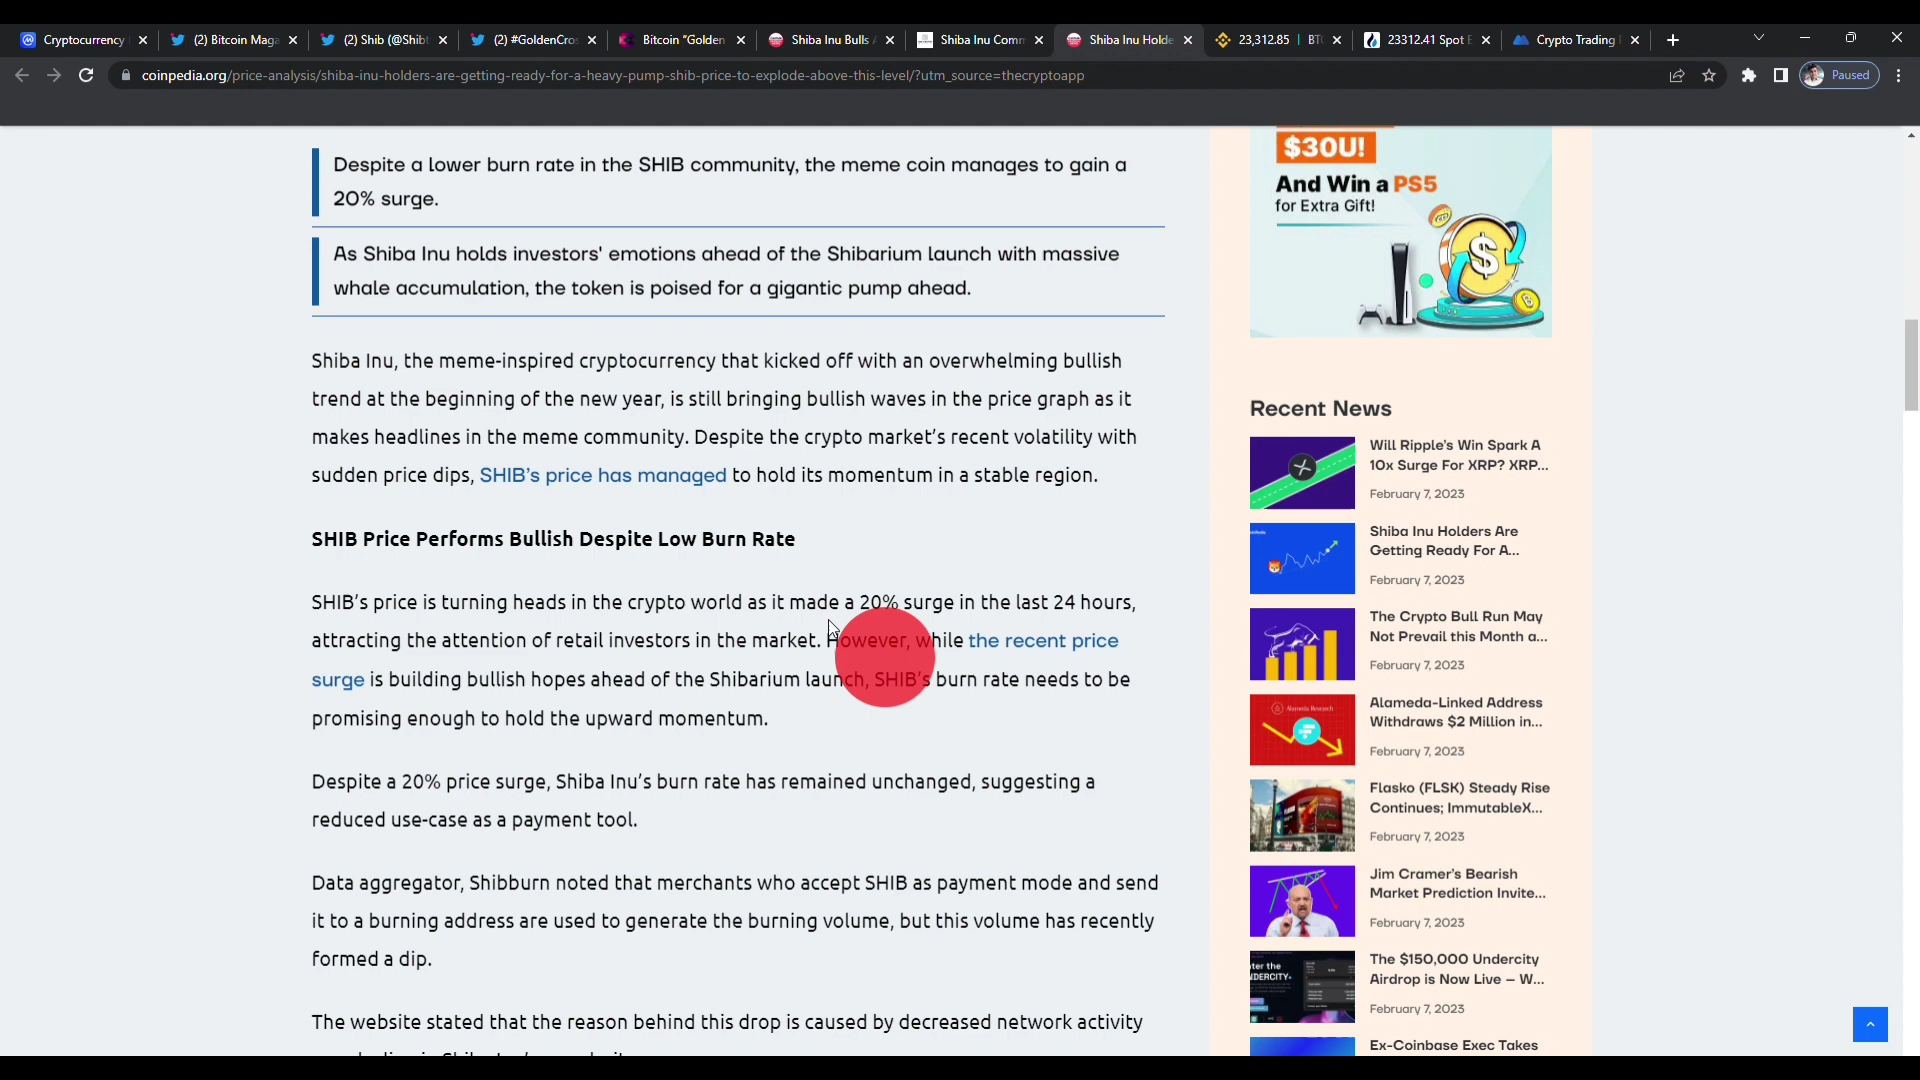 Cryptocurrency
(2) Bitcoin Maga
(2) Shib (@Shibt
(2) #GoldenCros
Bitcoin "Golden
Shiba Inu Bulls
Shiba Inu Comm
Shiba Inu Holde
23,312.85 | BT
23312.41 Spot E
Crypto Trading
coinpedia.org/price-analysis/shiba-inu-holders-are-getting-ready-for-a-heavy-pump-shib-price-to-explode-above-this-level/?utm_source=thecryptoapp
Paused
Despite a lower burn rate in the SHIB community, the meme coin manages to gain a
20% surge.
As Shiba Inu holds investors' emotions ahead of the Shibarium launch with massive
whale accumulation, the token is poised for a gigantic pump ahead.
Shiba Inu, the meme-inspired cryptocurrency that kicked off with an overwhelming bullish
trend at the beginning of the new year, is still bringing bullish waves in the price graph as it
makes headlines in the meme community. Despite the crypto market's recent volatility with
sudden price dips, SHIB's price has managed to hold its momentum in a stable region.
SHIB Price Performs Bullish Despite Low Burn Rate
SHIB's price is turning heads in the crypto world as it made a 20% surge in the last 24 hours,
attracting the attention of retail investors in the market. However, while the recent price
surge is building bullish hopes ahead of the Shibarium launch, SHIB's burn rate needs to be
promising enough to hold the upward momentum.
Despite a 20% price surge, Shiba Inu's burn rate has remained unchanged, suggesting a
reduced use-case as a payment tool.
Data aggregator, Shibburn noted that merchants who accept SHIB as payment mode and send
it to a burning address are used to generate the burning volume, but this volume has recently
formed a dip.
The website stated that the reason behind this drop is caused by decreased network activity
$30U!
And Win a PS5
for Extra Gift!
Recent News
Will Ripple's Win Spark A
10x Surge For XRP? XRP...
February 7, 2023
Shiba Inu Holders Are
Getting Ready For A...
February 7, 2023
The Crypto Bull Run May
Not Prevail this Month a...
February 7, 2023
Alameda Research
Alameda-Linked Address
Withdraws $2 Million in...
February 7, 2023
Flasko (FLSK) Steady Rise
Continues; ImmutableX...
February 7, 2023
Jim Cramer's Bearish
Market Prediction Invite...
February 7, 2023
The $150,000 Undercity
Airdrop is Now Live – W...
February 7, 2023
Ex-Coinbase Exec Takes